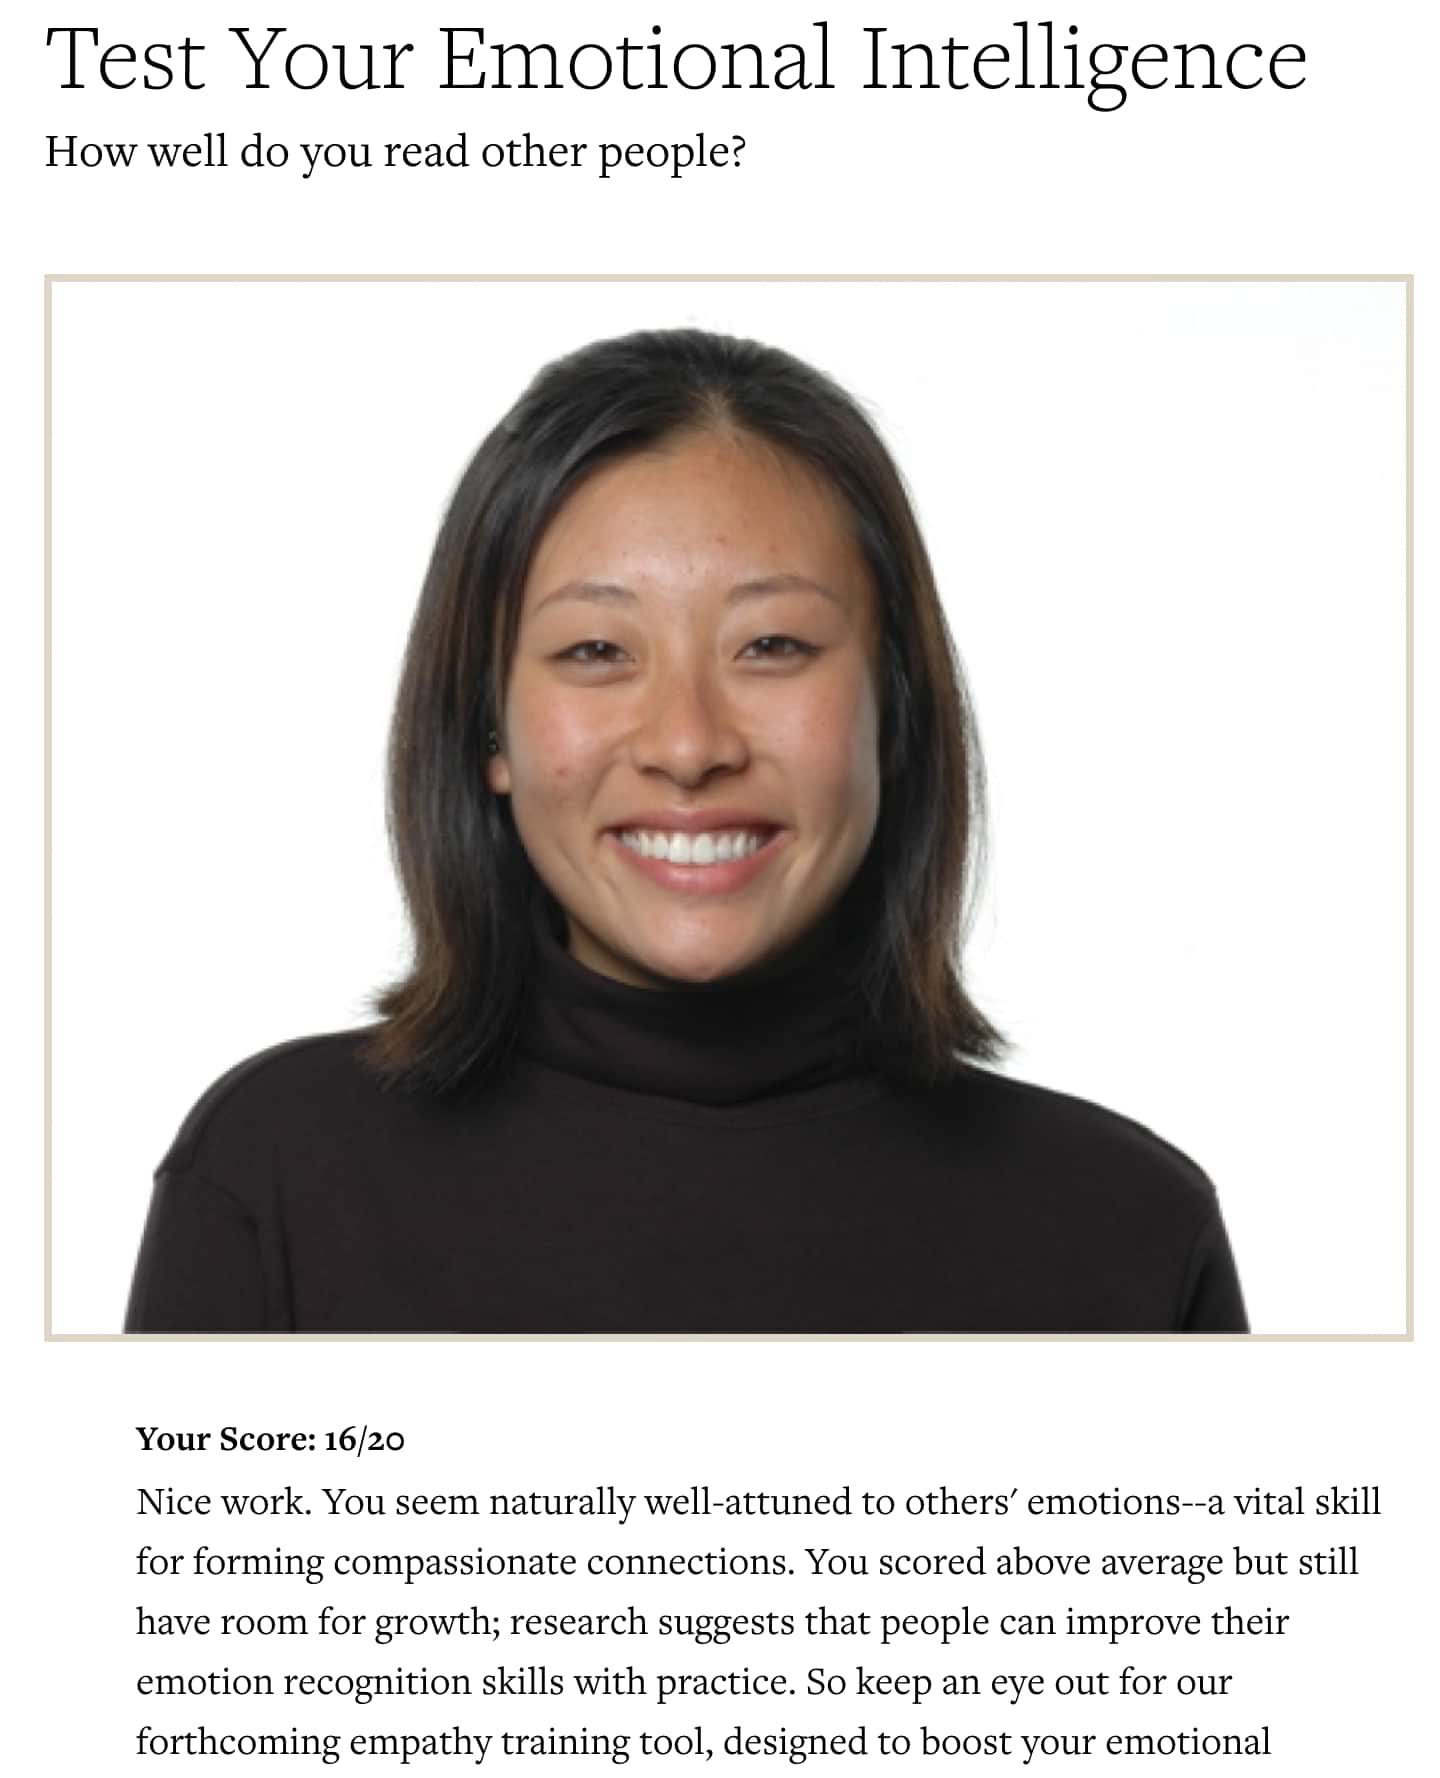 Test Your Emotional Intelligence
How well do you read other people?
Your Score: 16/20
Nice work. You seem naturally well-attuned to others′ emotions--a vital skill
for forming compassionate connections. You scored above average but still
have room for growth; research suggests that people can improve their
emotion recognition skills with practice. So keep an eye out for our
forthcoming empathy training tool, designed to boost your emotional